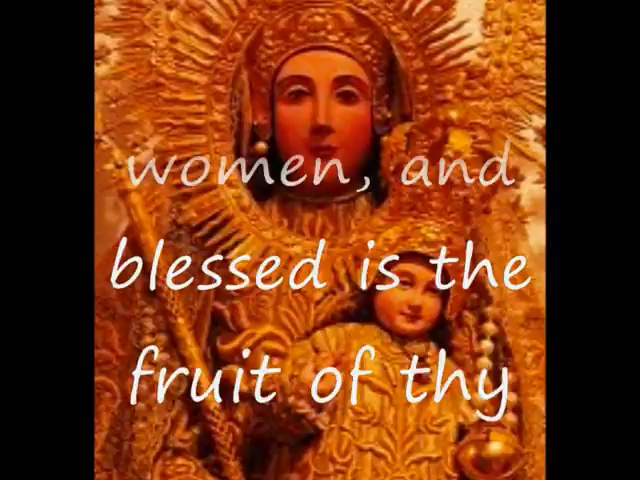 women, and
blessed is the
fruit of thy